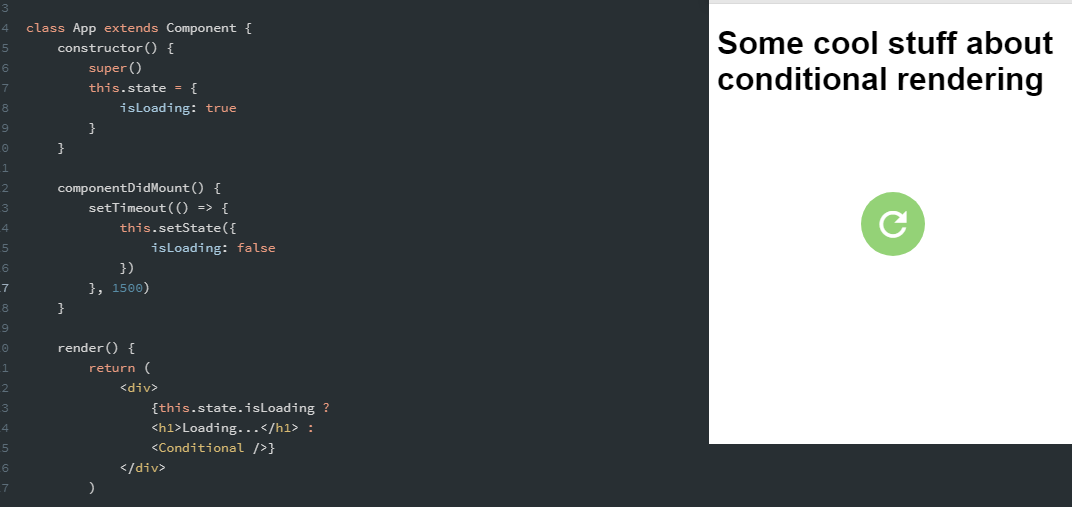 3
4 class App extends Component {
5     constructor() {
6         super()
7         this.state = {
8             isLoading: true
9         }
0     }
1
2     componentDidMount() {
3         setTimeout(() => {
4             this.setState({
5                 isLoading: false
6             })
7         }, 1500)
8     }
9
0     render() {
1         return (
2             <div>
3                 {this.state.isLoading ?
4                 <h1>Loading...</h1> :
5                 <Conditional />}
6             </div>
7         )
Some cool stuff about
conditional rendering